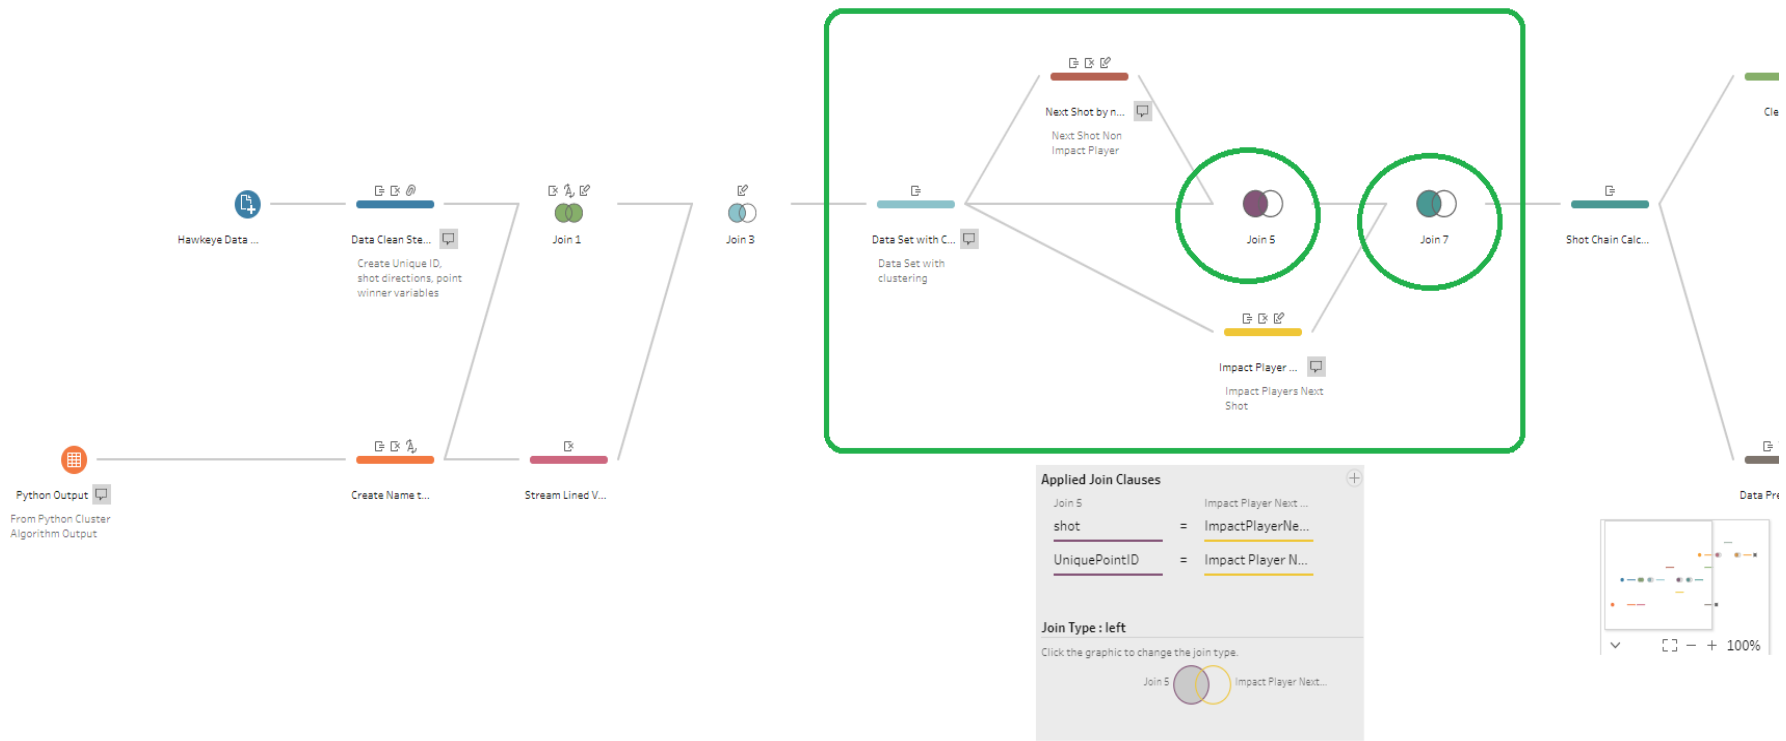 Next Shot by n...
Next Shot Non
Impact Player
Cle
Hawkeye Data ...
Data Clean Ste...
Create Unique ID,
shot directions, point
winner variables
Join 1
Join 3
Data Set with C...
Data Set with
clustering
Join 5
Join 7
Shot Chain Calc...
Impact Player ...
Impact Players Next
Shot
Python Output
From Python Cluster
Algorithm Output
Create Name t...
Stream Lined V...
Data Pre
Applied Join Clauses
Join 5 Impact Player Next ...
shot = ImpactPlayerNe...
UniquePointID = Impact Player N...
Join Type : left
Click the graphic to change the join type.
Join 5 Impact Player Next...
100%